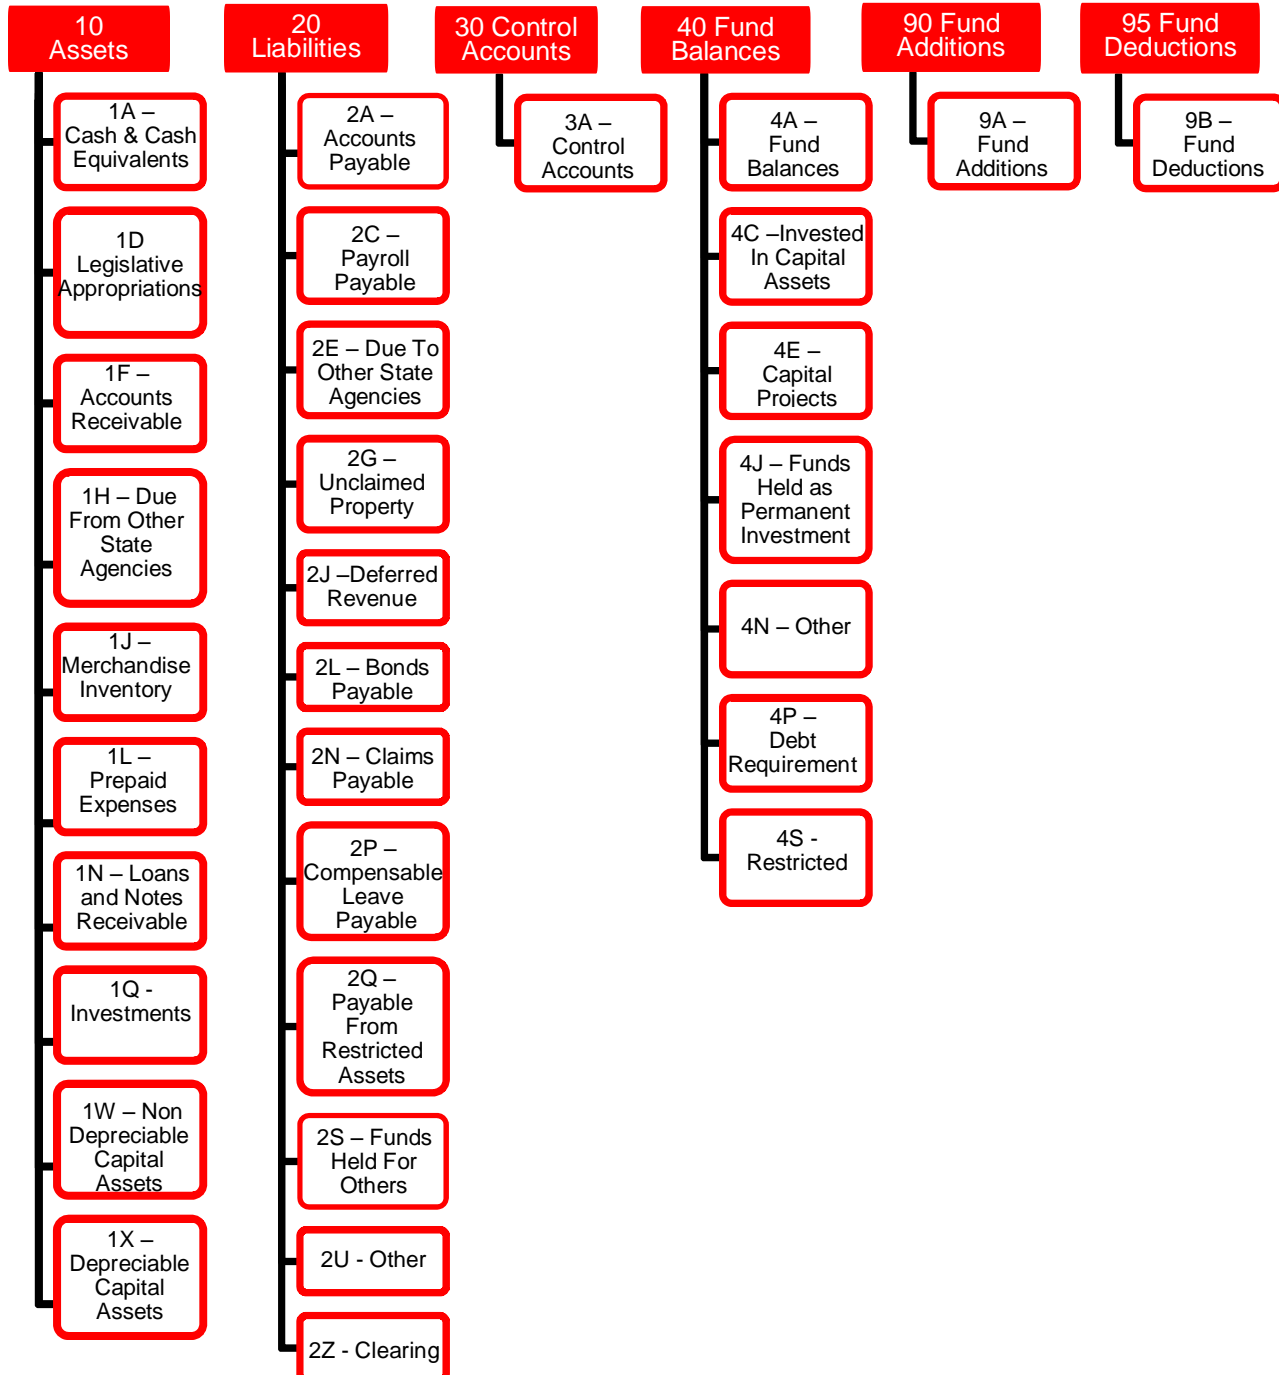 10
Assets
1A –
Cash & Cash
Equivalents
1D
Legislative
Appropriations
1F –
Accounts
Receivable
1H – Due
From Other
State
Agencies
1J –
Merchandise
Inventory
1L –
Prepaid
Expenses
1N – Loans
and Notes
Receivable
1Q -
Investments
1W – Non
Depreciable
Capital
Assets
1X –
Depreciable
Capital
Assets
20
Liabilities
2A –
Accounts
Payable
2C –
Payroll
Payable
2E – Due To
Other State
Agencies
2G –
Unclaimed
Property
2J –Deferred
Revenue
2L – Bonds
Payable
2N – Claims
Payable
2P –
Compensable
Leave
Payable
2Q –
Payable
From
Restricted
Assets
2S – Funds
Held For
Others
2U - Other
2Z - Clearing
30 Control
Accounts
3A –
Control
Accounts
40 Fund
Balances
4A –
Fund
Balances
4C –Invested
In Capital
Assets
4E –
Capital
Projects
4J – Funds
Held as
Permanent
Investment
4N – Other
4P –
Debt
Requirement
4S -
Restricted
90 Fund
Additions
9A –
Fund
Additions
95 Fund
Deductions
9B –
Fund
Deductions